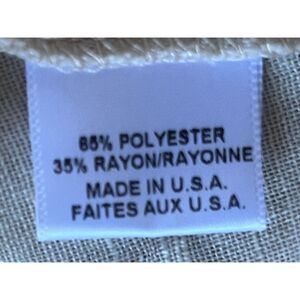 65% POLYESTER
35% RAYON/RAYONNE
MADE IN U.S.A.
FAITES AUX U.S.A.